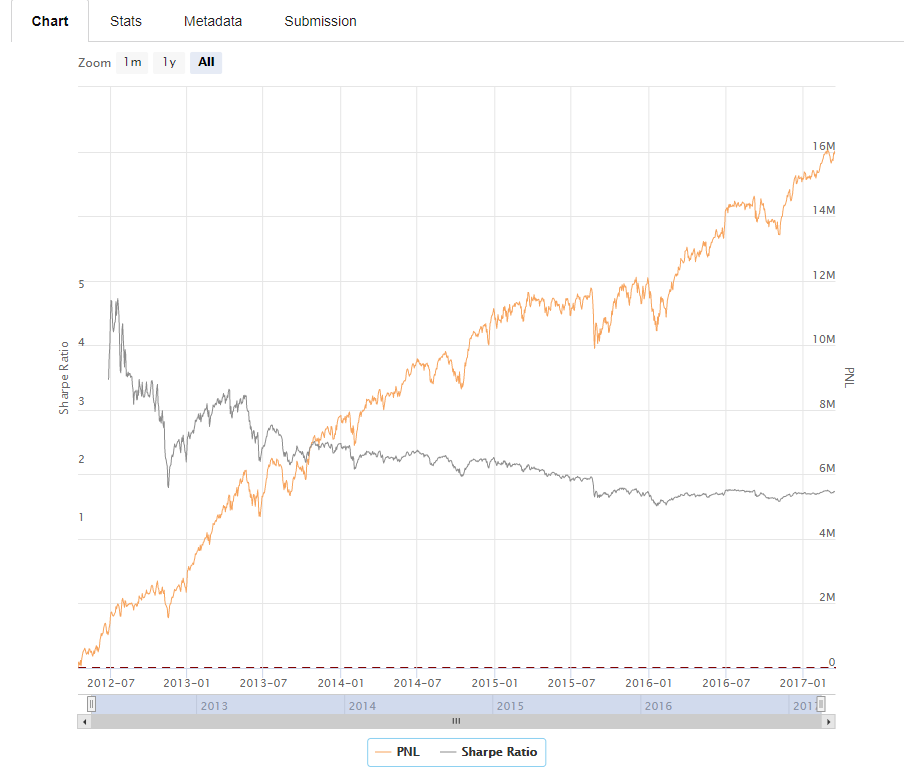 Chart Stats Metadata Submission
Zoom 1m 1y All
16M
14M
5 12M
4 10M
Sharpe Ratio
PNL
3 8M
2 6M
1 4M
2M
0
2012-07 2013-01 2013-07 2014-01 2014-07 2015-01 2015-07 2016-01 2016-07 2017-01
2013 2014 2015 2016 2017
PNL Sharpe Ratio